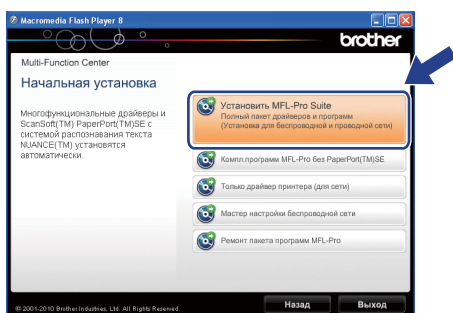 Macromedia Flash Player 8
brother
Multi-Function Center
Начальная установка
Многофункциональные драйверы и
ScanSoft(TM) PaperPort(TM)SE с
системой распознавания текста
NUANCE(TM) установятся
автоматически.
Установить MFL-Pro Suite
Полный пакет драйверов и программ
(Установка для беспроводной и проводной сети)
Компл.программ MFL-Pro без PaperPort(TM)SE
Только драйвер принтера (для сети)
Мастер настройки беспроводной сети
Ремонт пакета программ MFL-Pro
© 2001-2010 Brother Industries, Ltd. All Rights Reserved.
Назад
Выход